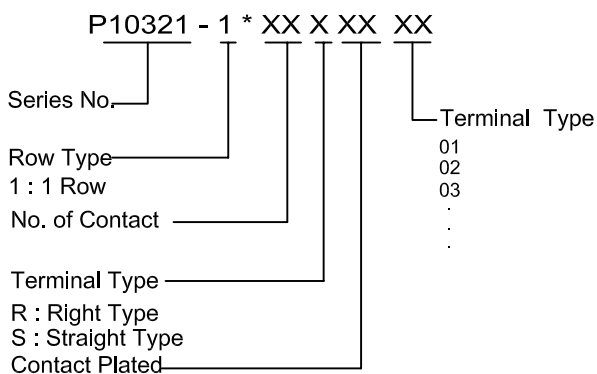 P10321 - 1 * XX X XX XX
Series No.
Row Type
1 : 1 Row
No. of Contact
Terminal Type
R : Right Type
S : Straight Type
Contact Plated
Terminal Type
01
02
03
.
.
.